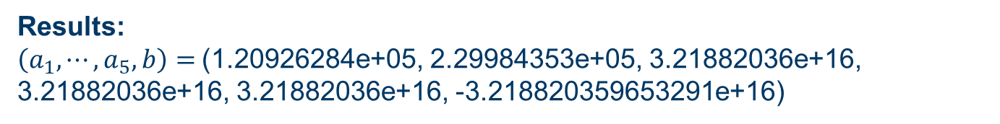 Results:
(a₁, ⋯ , a₅, b) = (1.20926284e+05, 2.29984353e+05, 3.21882036e+16,
3.21882036e+16, 3.21882036e+16, -3.218820359653291e+16)